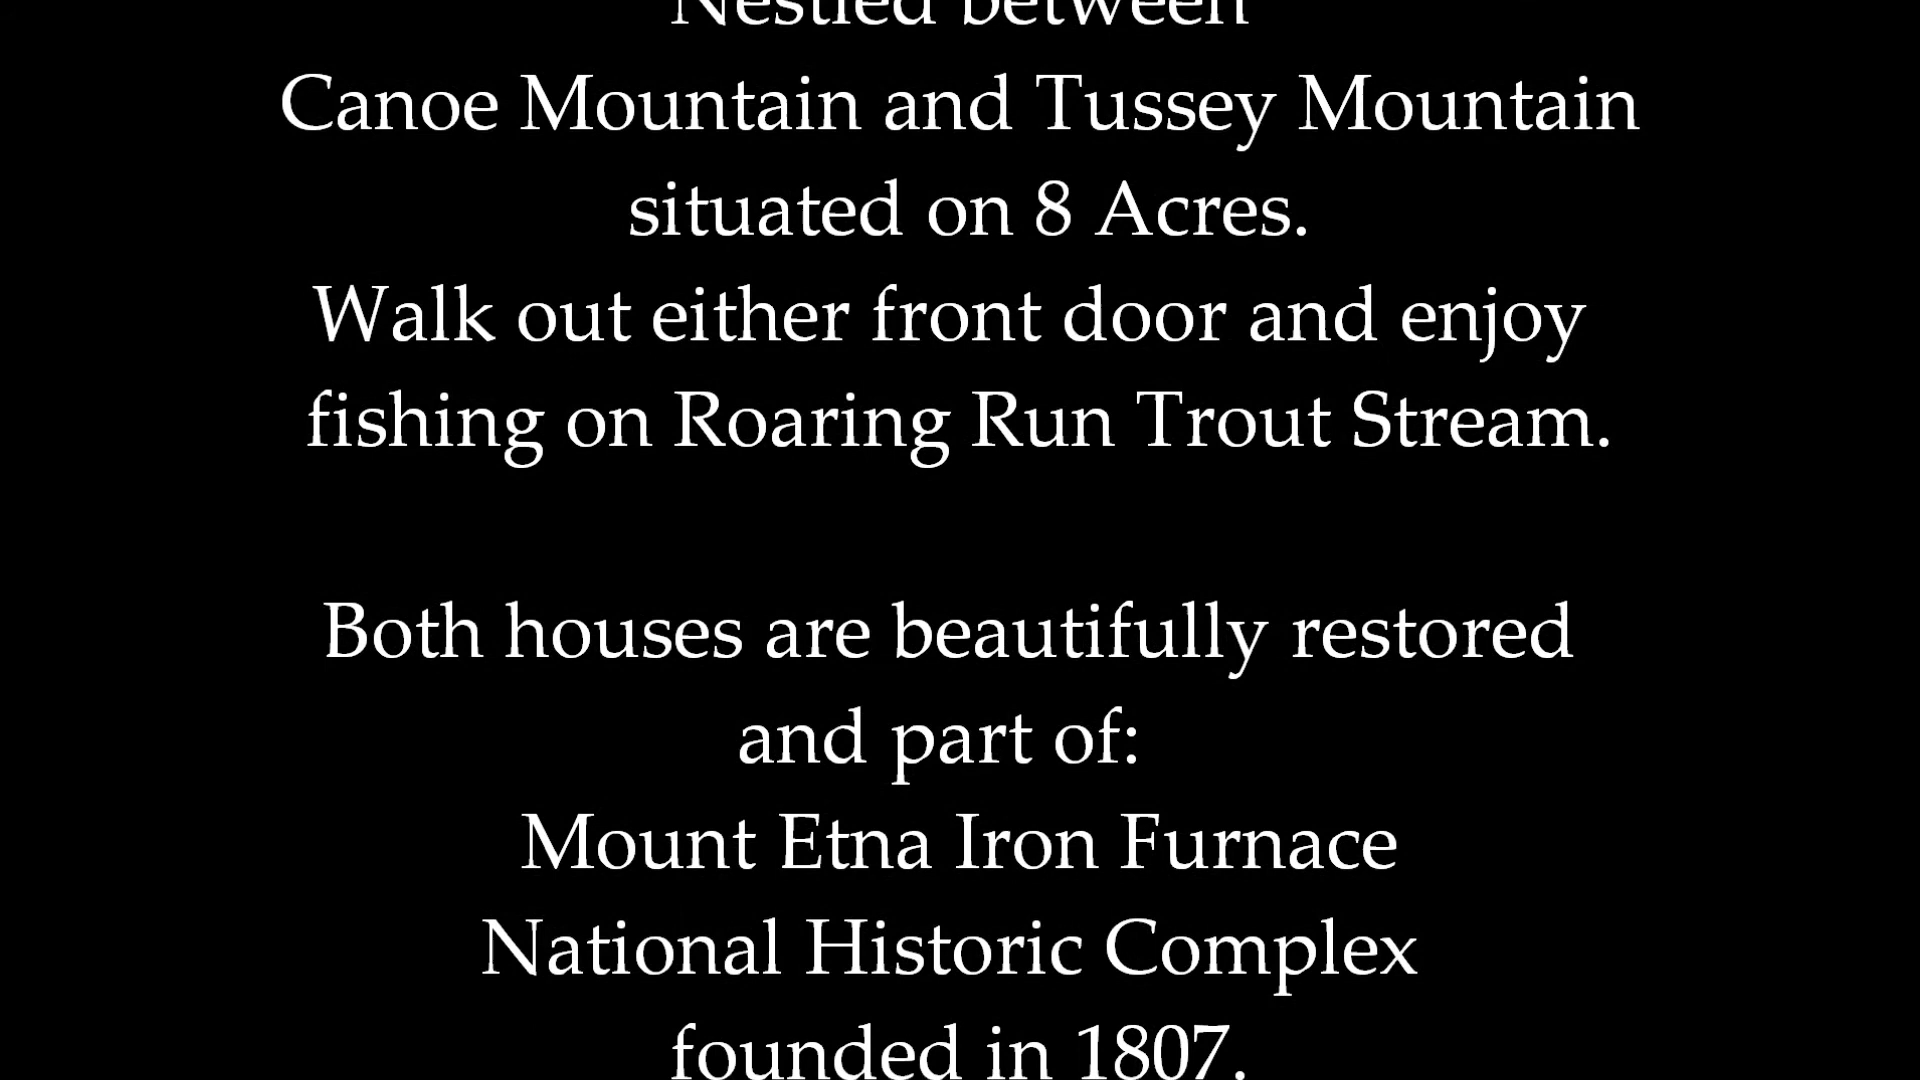 Nestled between
Canoe Mountain and Tussey Mountain
situated on 8 Acres.
Walk out either front door and enjoy
fishing on Roaring Run Trout Stream.
Both houses are beautifully restored
and part of:
Mount Etna Iron Furnace
National Historic Complex
founded in 1807.